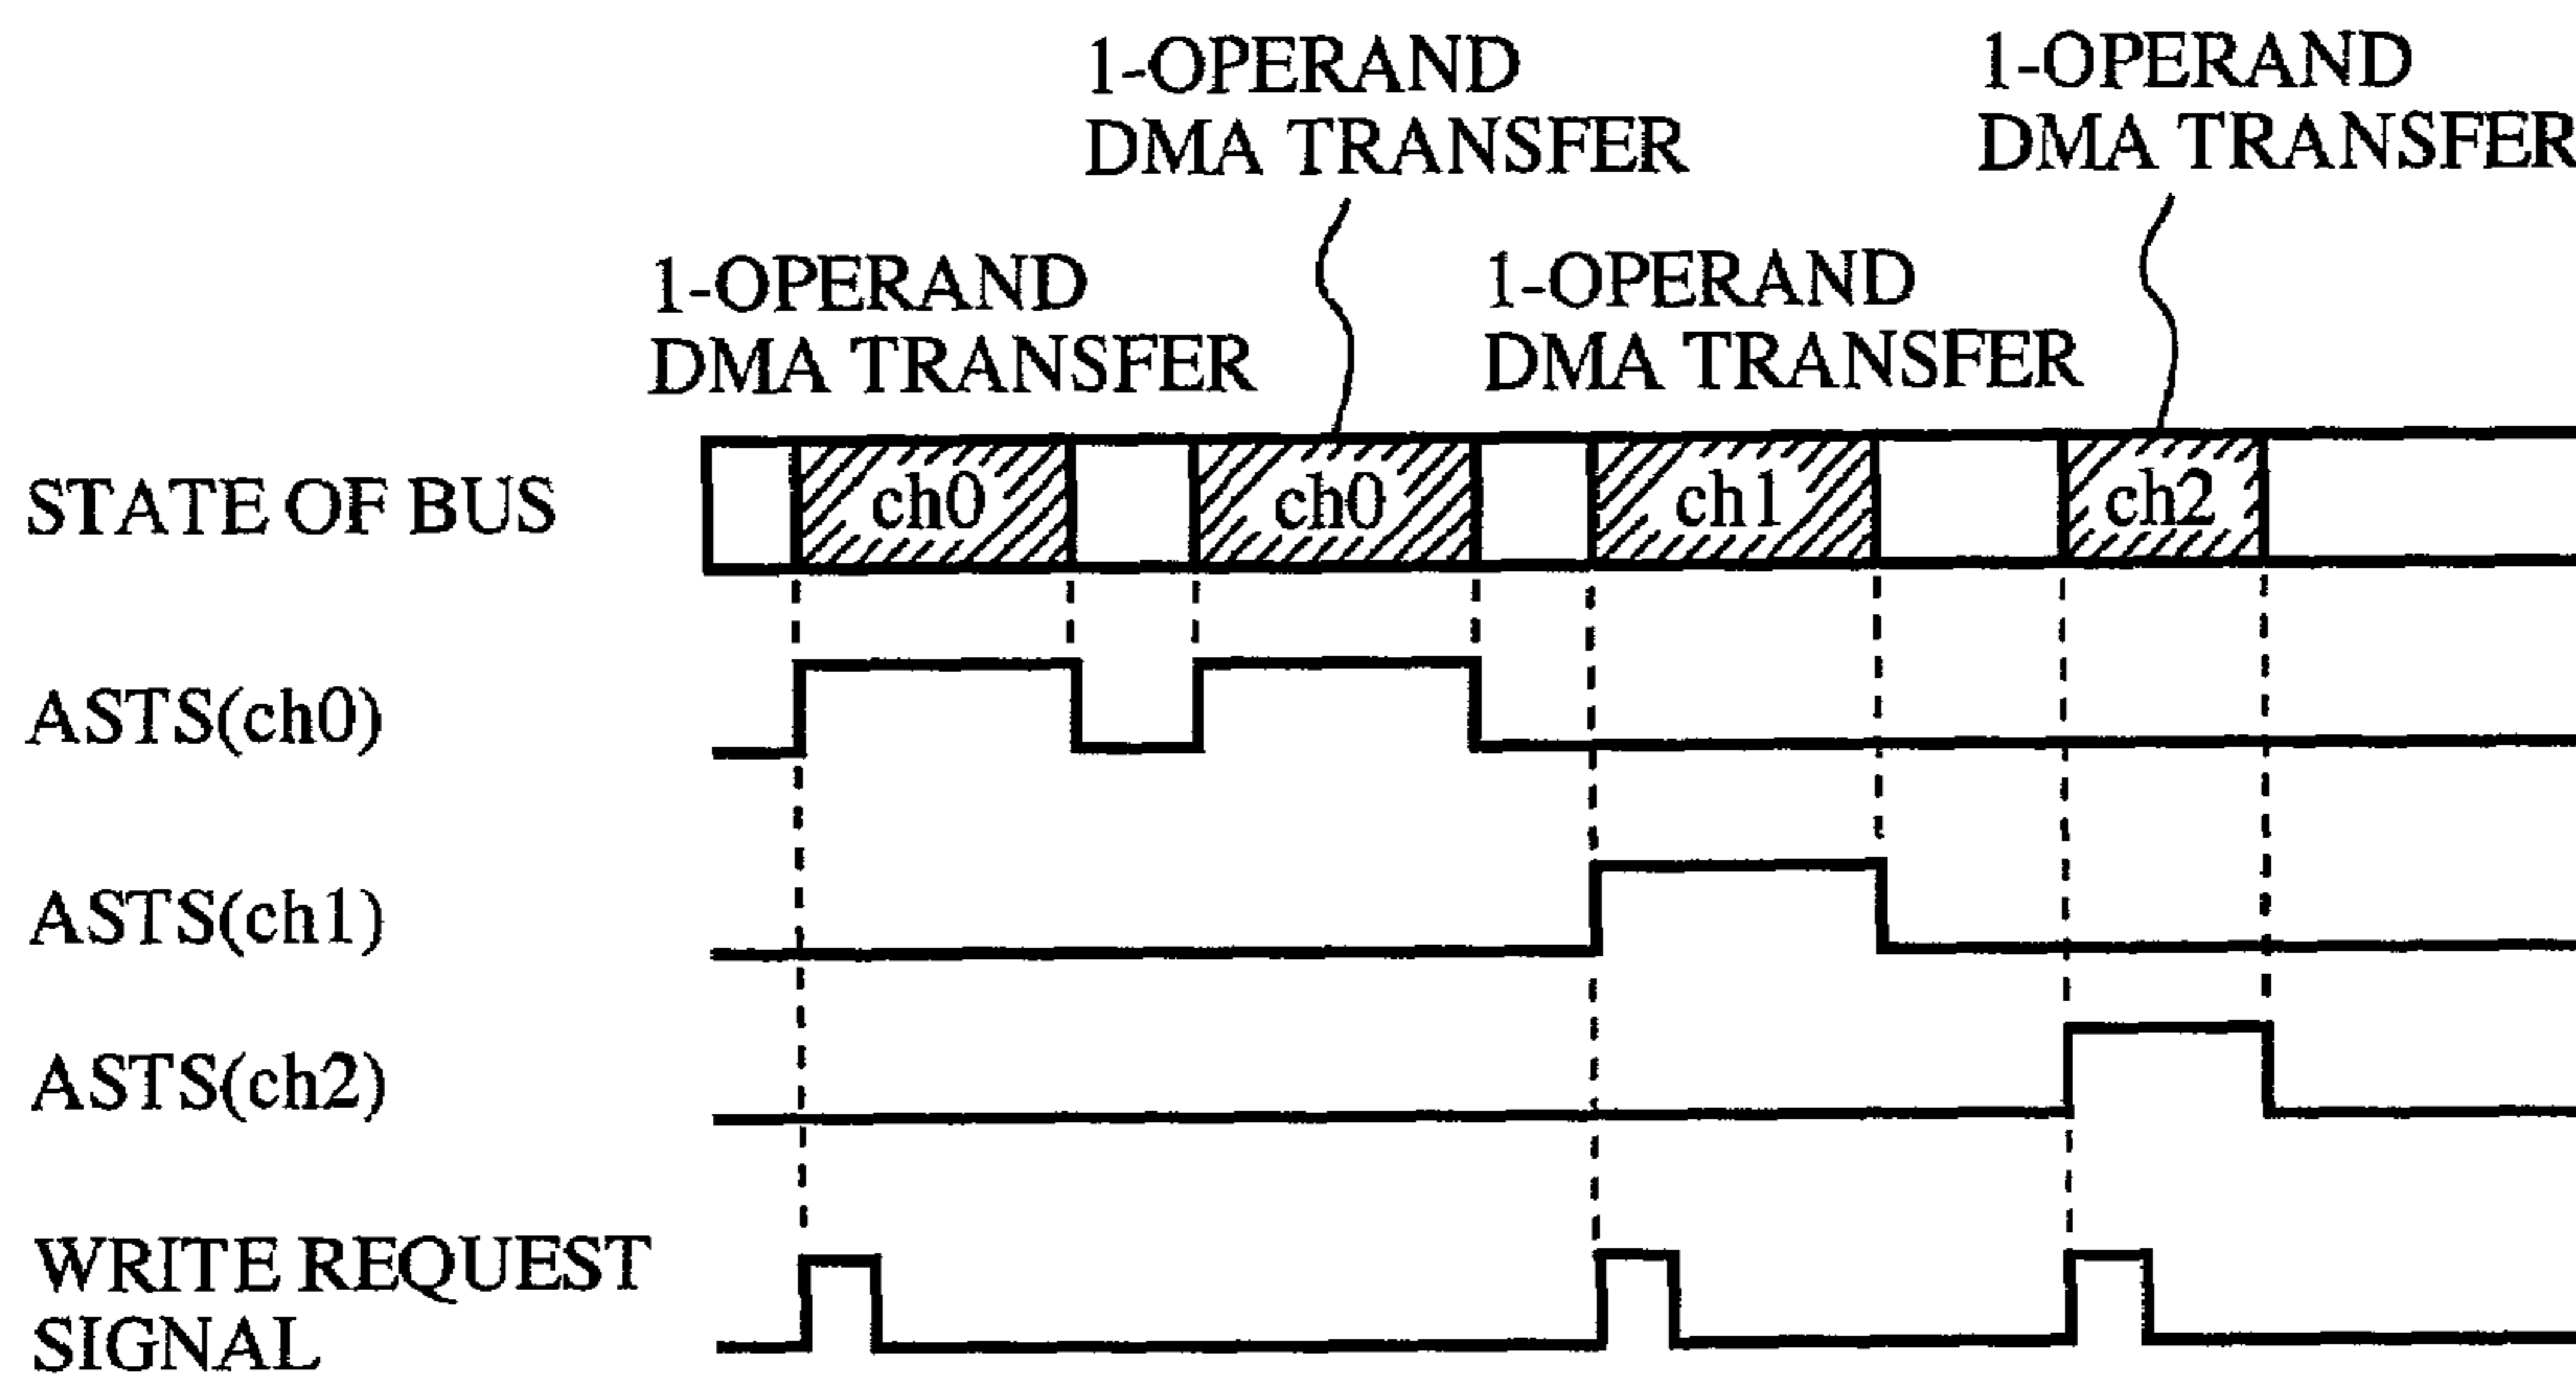 1-OPERAND
DMA TRANSFER
1-OPERAND
DMA TRANSFER
1-OPERAND
DMA TRANSFER
1-OPERAND
DMA TRANSFER
STATE OF BUS
ch0
ch0
ch1
ch2
ASTS(ch0)
ASTS(ch1)
ASTS(ch2)
WRITE REQUEST
SIGNAL